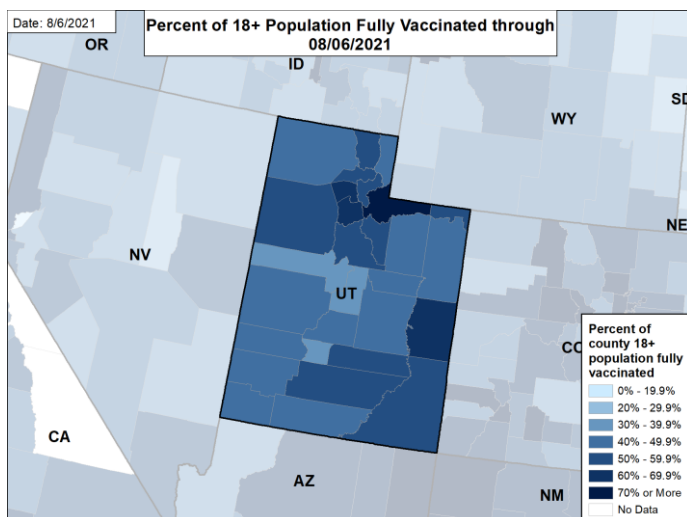 Date: 8/6/2021
Percent of 18+ Population Fully Vaccinated through
08/06/2021
OR
ID
WY
SD
NE
NV
UT
CO
CA
AZ
NM
Percent of
county 18+
population fully
vaccinated
0% - 19.9%
20% - 29.9%
30% - 39.9%
40% - 49.9%
50% - 59.9%
60% - 69.9%
70% or More
No Data